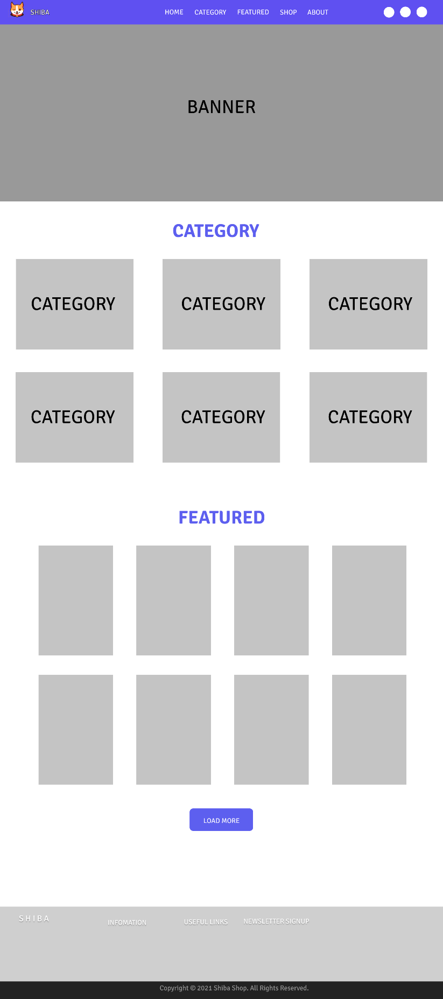 SHIBA
HOME CATEGORY FEATURED SHOP ABOUT
BANNER
CATEGORY
CATEGORY CATEGORY CATEGORY
CATEGORY CATEGORY CATEGORY
FEATURED
LOAD MORE
SHIBA
INFOMATION
USEFUL LINKS
NEWSLETTER SIGNUP
Copyright © 2021 Shiba Shop. All Rights Reserved.